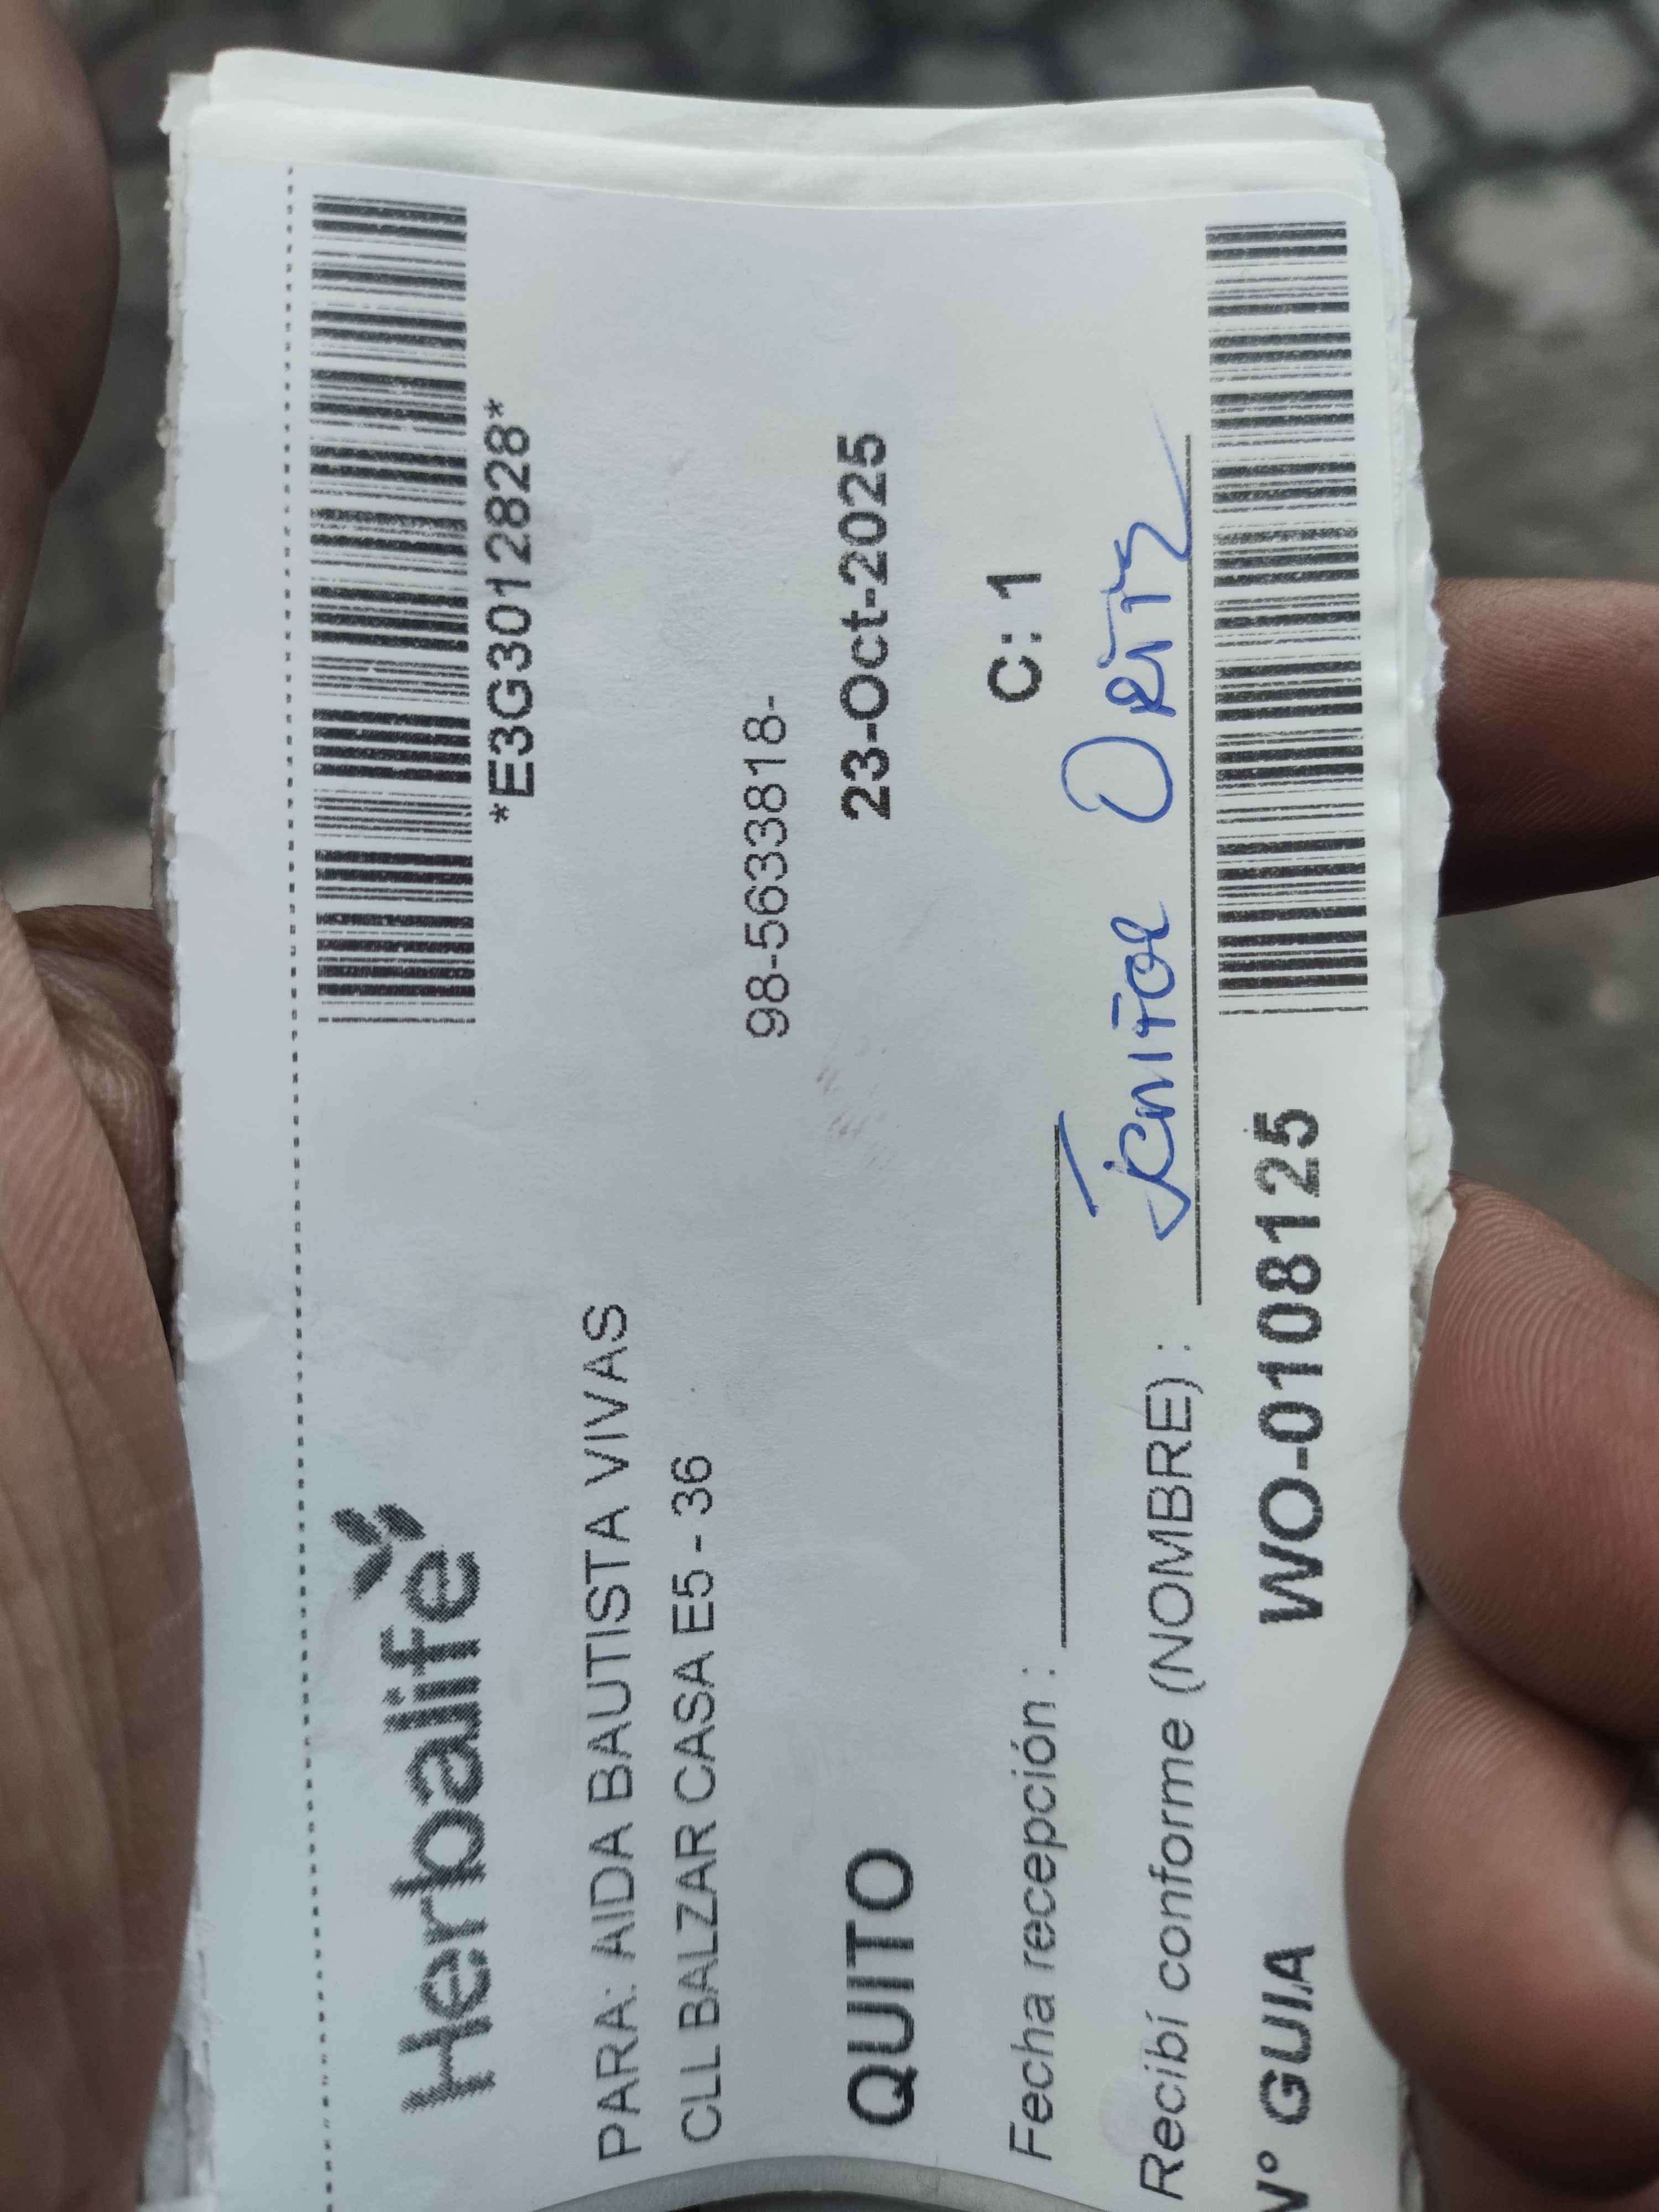 Herbalife
*E3G3012828*
PARA: AIDA BAUTISTA VIVAS
CLL BALZAR CASA E5 - 36
98-5633818-
QUITO
23-Oct-2025
C: 1
Fecha recepción :
Recibí conforme (NOMBRE) : Ortiz
N° GUIA WO-0108125